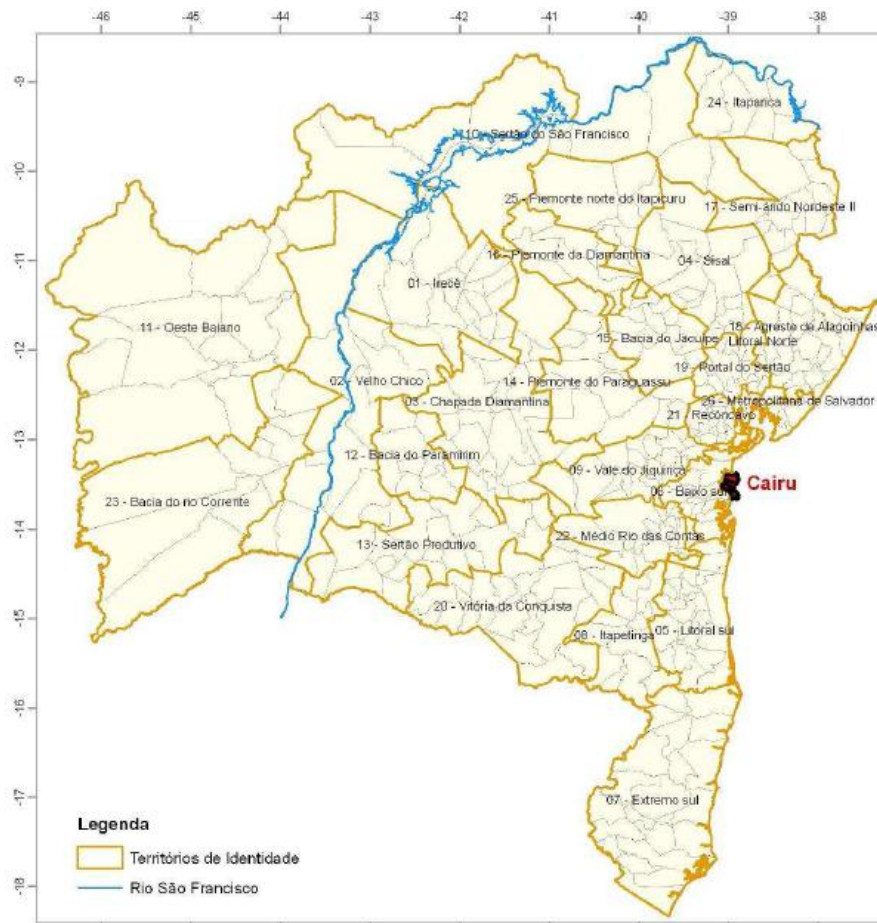 -46 -45 -44 -43 -42 -41 -40 -39 -38
-9
-10
-11
-12
-13
-14
-15
-16
-17
-18
24 - Itaparica
10 - Sertão do São Francisco
25 - Piemonte norte do Itapicuru
17 - Semi-árido Nordeste II
16 - Piemonte da Diamantina
04 - Sisal
01 - Irecê
11 - Oeste Baiano
18 - Agreste de Alagoinhas
Litoral Norte
15 - Bacia do Jacuípe
19 - Portal do Sertão
02 - Velho Chico
14 - Piemonte do Paraguassu
03 - Chapada Diamantina
26 - Metropolitana de Salvador
21 - Recôncavo
12 - Bacia do Paramirim
09 - Vale do Jiquiriça
Cairu
06 - Baixo sul
23 - Bacia do rio Corrente
22 - Médio Rio das Contas
13 - Sertão Produtivo
20 - Vitória da Conquista
08 - Itapetinga
05 - Litoral sul
07 - Extremo sul
Legenda
Territórios de Identidade
Rio São Francisco